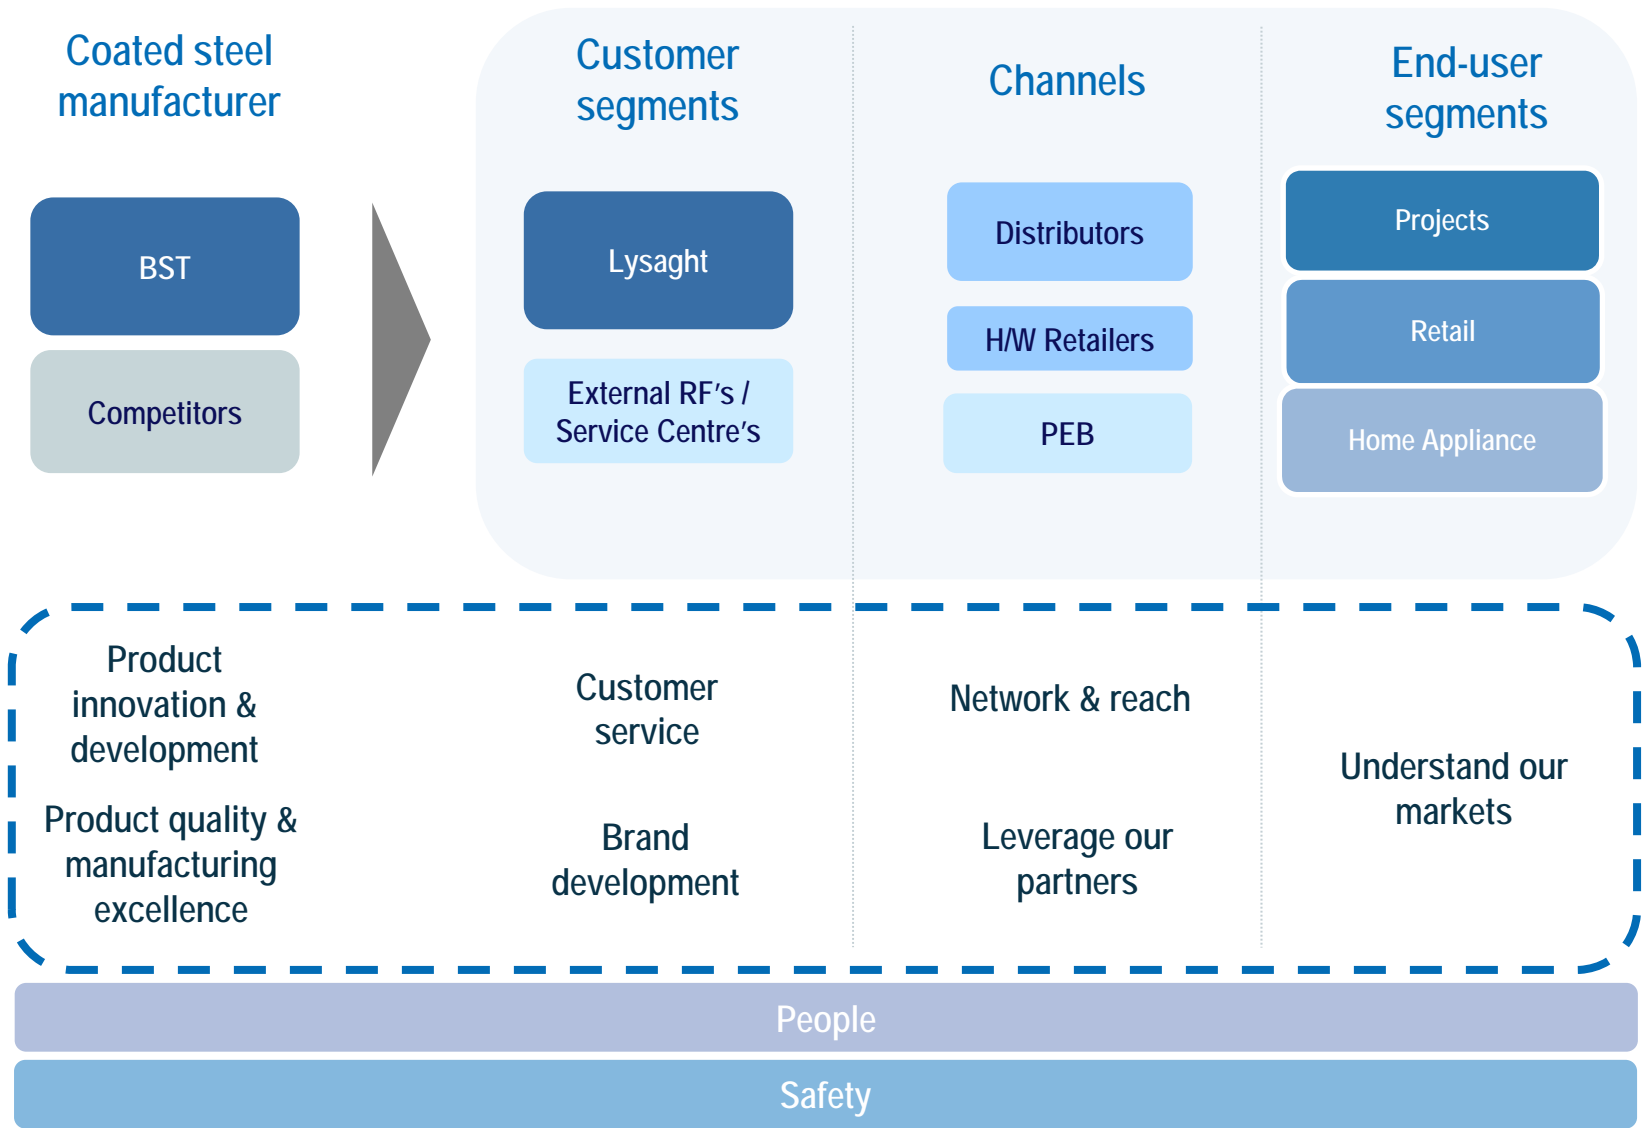 Coated steel
manufacturer
Customer
segments
Channels
End-user
segments
BST
Competitors
Lysaght
External RF's /
Service Centre's
Distributors
H/W Retailers
PEB
Projects
Retail
Home Appliance
Product
innovation &
development
Product quality &
manufacturing
excellence
Customer
service
Brand
development
Network & reach
Leverage our
partners
Understand our
markets
People
Safety